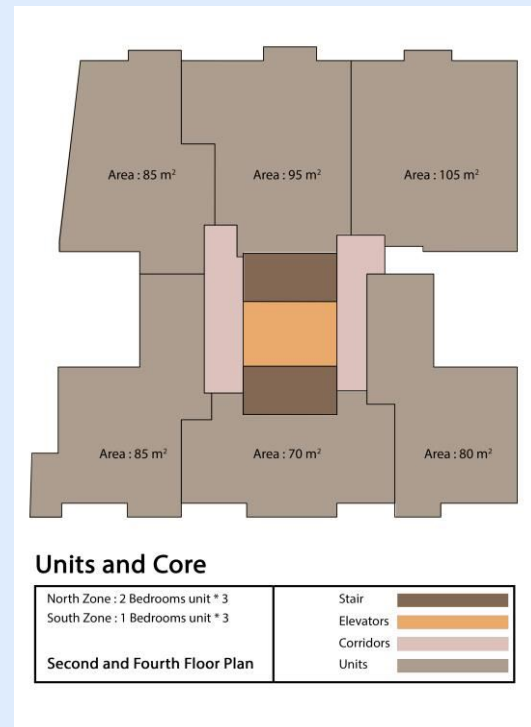 Area : 85 m²
Area : 95 m²
Area : 105 m²
Area : 85 m²
Area : 70 m²
Area : 80 m²
Units and Core
North Zone : 2 Bedrooms unit * 3
South Zone : 1 Bedrooms unit * 3
Second and Fourth Floor Plan
Stair
Elevators
Corridors
Units